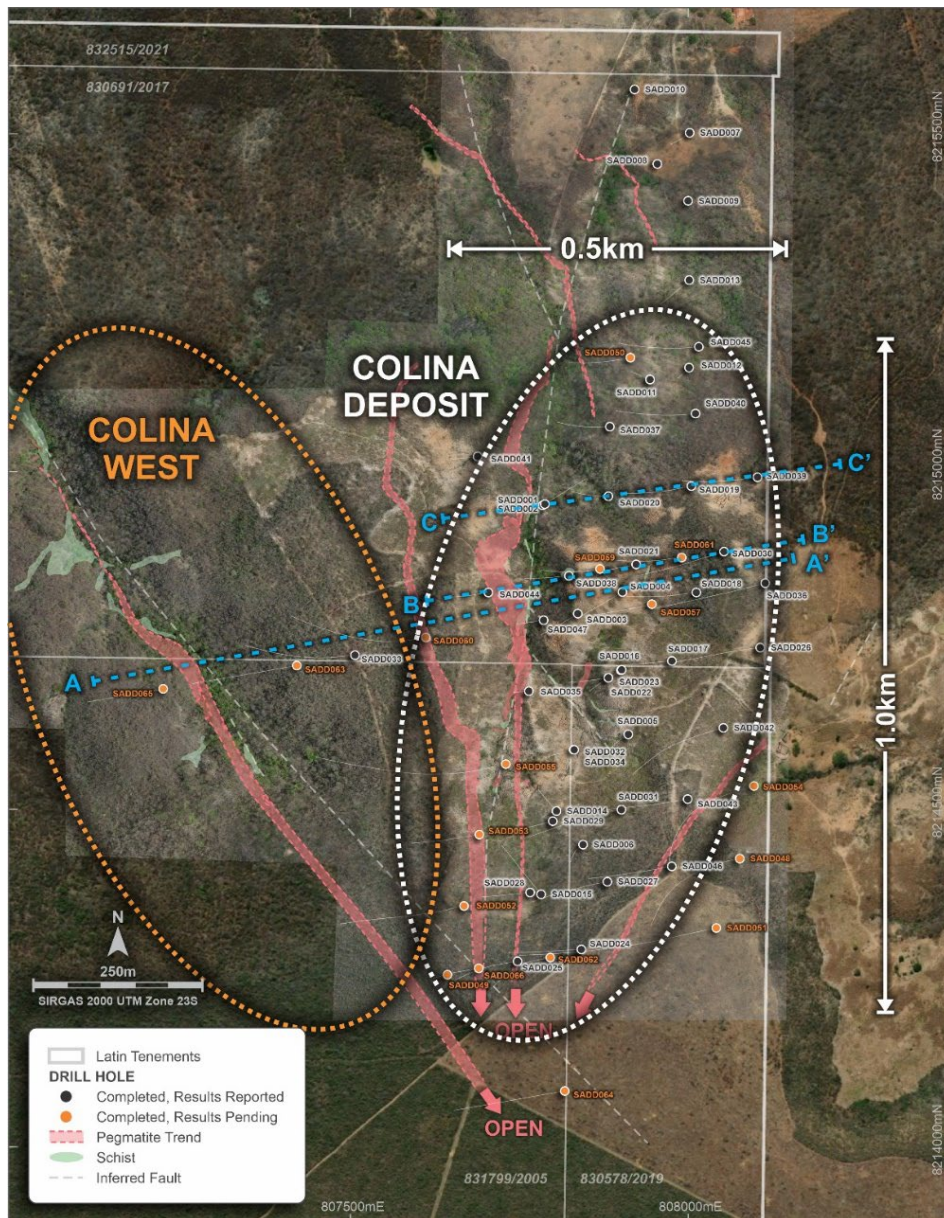 832515/2021
830691/2017
SADD010
SADD007
SADD008
SADD009
8215500mN
0.5km
SADD013
SADD045
SADD050
SADD012
SADD011
COLINA
DEPOSIT
SADD040
SADD037
COLINA
WEST
SADD041
C'
SADD039
SADD019
8215000mN
SADD001
SADD002
SADD020
C
B'
SADD061
SADD021
SADD030
SADD059
A'
SADD038
SADD004
SADD018
SADD036
SADD044
B
SADD057
SADD003
SADD047
SADD060
SADD026
SADD033
SADD017
SADD063
SADD016
A
SADD023
SADD065
SADD022
SADD035
1.0km
SADD005
SADD042
SADD032
SADD034
SADD055
SADD054
SADD031
SADD043
SADD014
SADD029
8214500mN
SADD053
SADD006
SADD048
SADD046
SADD027
SADD028
SADD015
SADD052
N
SADD051
SADD024
SADD062
250m
SADD025
SADD066
SADD049
SIRGAS 2000 UTM Zone 23S
OPEN
Latin Tenements
DRILL HOLE
Completed, Results Reported
Completed, Results Pending
Pegmatite Trend
Schist
Inferred Fault
SADD064
OPEN
8214000mN
831799/2005
830578/2019
807500mE
808000mE